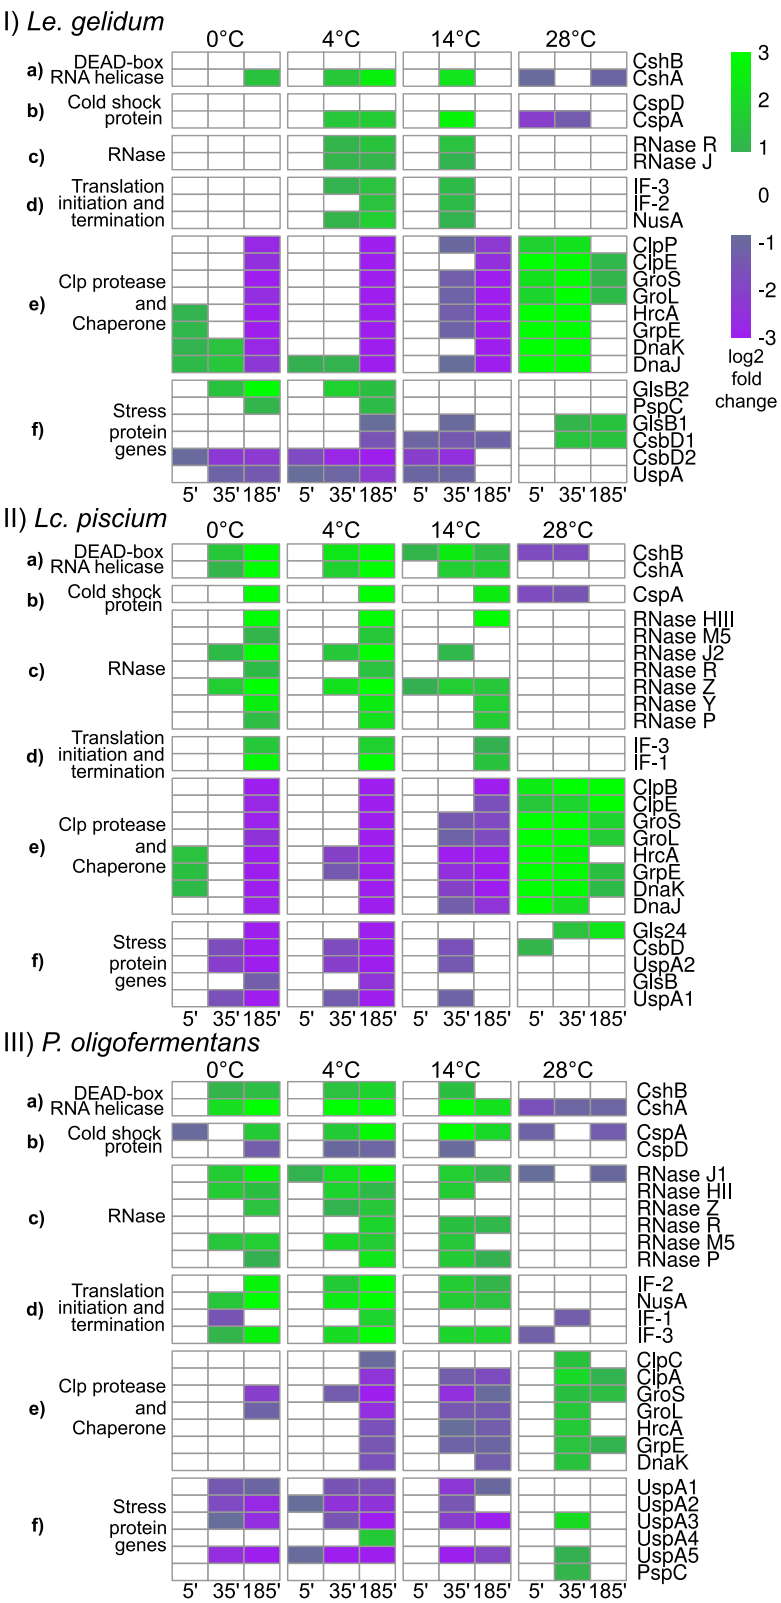 I) Le. gelidum
0°C 4°C 14°C 28°C
a) DEAD-box RNA helicase
CshB
CshA
b) Cold shock protein
CspD
CspA
c) RNase
RNase R
RNase J
d) Translation initiation and termination
IF-3
IF-2
NusA
e) Clp protease and Chaperone
ClpP
ClpE
GroS
GroL
HrcA
GrpE
DnaK
DnaJ
f) Stress protein genes
GlsB2
PspC
GlsB1
CsbD1
CsbD2
UspA
5' 35' 185' 5' 35' 185' 5' 35' 185' 5' 35' 185'
3
2
1
0
-1
-2
-3
log2
fold
change
II) Lc. piscium
0°C 4°C 14°C 28°C
a) DEAD-box RNA helicase
CshB
CshA
b) Cold shock protein
CspA
c) RNase
RNase HIII
RNase M5
RNase J2
RNase R
RNase Z
RNase Y
RNase P
d) Translation initiation and termination
IF-3
IF-1
e) Clp protease and Chaperone
ClpB
ClpE
GroS
GroL
HrcA
GrpE
DnaK
DnaJ
f) Stress protein genes
Gls24
CsbD
UspA2
GlsB
UspA1
5' 35' 185' 5' 35' 185' 5' 35' 185' 5' 35' 185'
III) P. oligofermentans
0°C 4°C 14°C 28°C
a) DEAD-box RNA helicase
CshB
CshA
b) Cold shock protein
CspA
CspD
c) RNase
RNase J1
RNase HII
RNase Z
RNase R
RNase M5
RNase P
d) Translation initiation and termination
IF-2
NusA
IF-1
IF-3
e) Clp protease and Chaperone
ClpC
ClpA
GroS
GroL
HrcA
GrpE
DnaK
f) Stress protein genes
UspA1
UspA2
UspA3
UspA4
UspA5
PspC
5' 35' 185' 5' 35' 185' 5' 35' 185' 5' 35' 185'